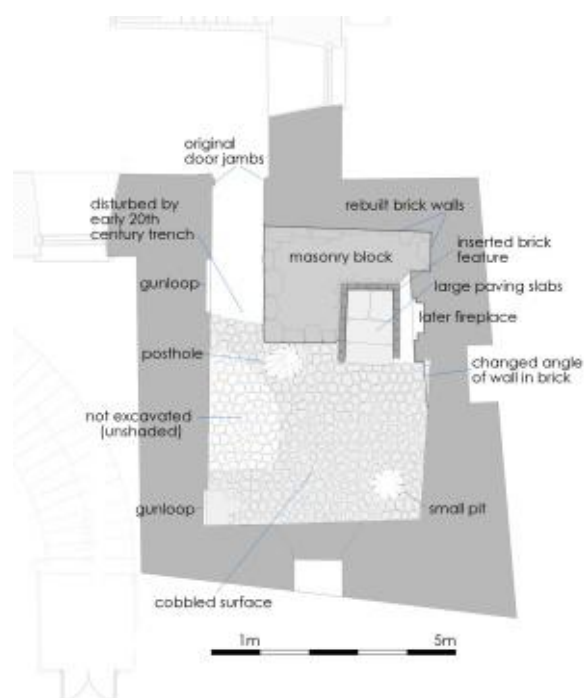 original
door jambs
disturbed by
early 20th
century trench
rebuilt brick walls
inserted brick
feature
masonry block
gunloop
large paving slabs
later fireplace
posthole
changed angle
of wall in brick
not excavated
(unshaded)
gunloop
small pit
cobbled surface
1m
5m